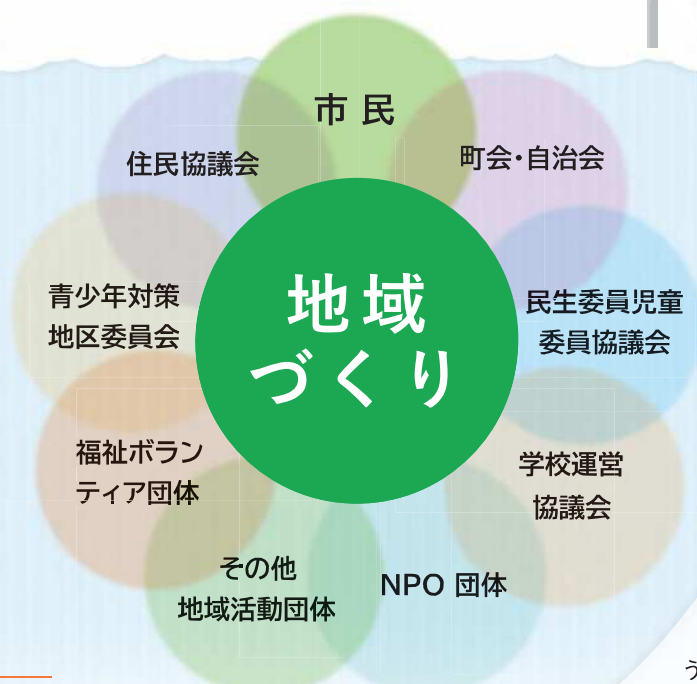 市民
住民協議会
町会・自治会
地域
づくり
青少年対策
地区委員会
民生委員児童
委員協議会
福祉ボラン
ティア団体
学校運営
協議会
その他
地域活動団体
NPO 団体
う